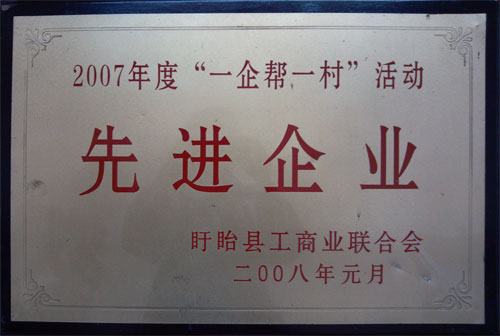 2007年度“一企帮一村”活动
先进企业
盱眙县工商业联合会
二00八年元月